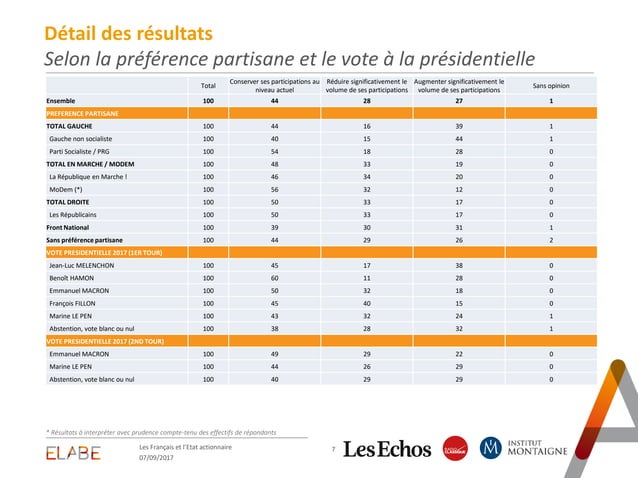 Détail des résultats
Selon la préférence partisane et le vote à la présidentielle
Total Conserver ses participations au niveau actuel Réduire significativement le volume de ses participations Augmenter significativement le volume de ses participations Sans opinion
Ensemble 100 44 28 27 1
PREFERENCE PARTISANE
TOTAL GAUCHE 100 44 16 39 1
Gauche non socialiste 100 40 15 44 1
Parti Socialiste / PRG 100 54 18 28 0
TOTAL EN MARCHE / MODEM 100 48 33 19 0
La République en Marche ! 100 46 34 20 0
MoDem (*) 100 56 32 12 0
TOTAL DROITE 100 50 33 17 0
Les Républicains 100 50 33 17 0
Front National 100 39 30 31 1
Sans préférence partisane 100 44 29 26 2
VOTE PRESIDENTIELLE 2017 (1ER TOUR)
Jean-Luc MELENCHON 100 45 17 38 0
Benoît HAMON 100 60 11 28 0
Emmanuel MACRON 100 50 32 18 0
François FILLON 100 45 40 15 0
Marine LE PEN 100 43 32 24 1
Abstention, vote blanc ou nul 100 38 28 32 1
VOTE PRESIDENTIELLE 2017 (2ND TOUR)
Emmanuel MACRON 100 49 29 22 0
Marine LE PEN 100 44 26 29 0
Abstention, vote blanc ou nul 100 40 29 29 0
* Résultats à interpréter avec prudence compte-tenu des effectifs de répondants
ELABE
Les Français et l'Etat actionnaire
07/09/2017
7
Les Echos
RADIO CLASSIQUE
INSTITUT
MONTAIGNE